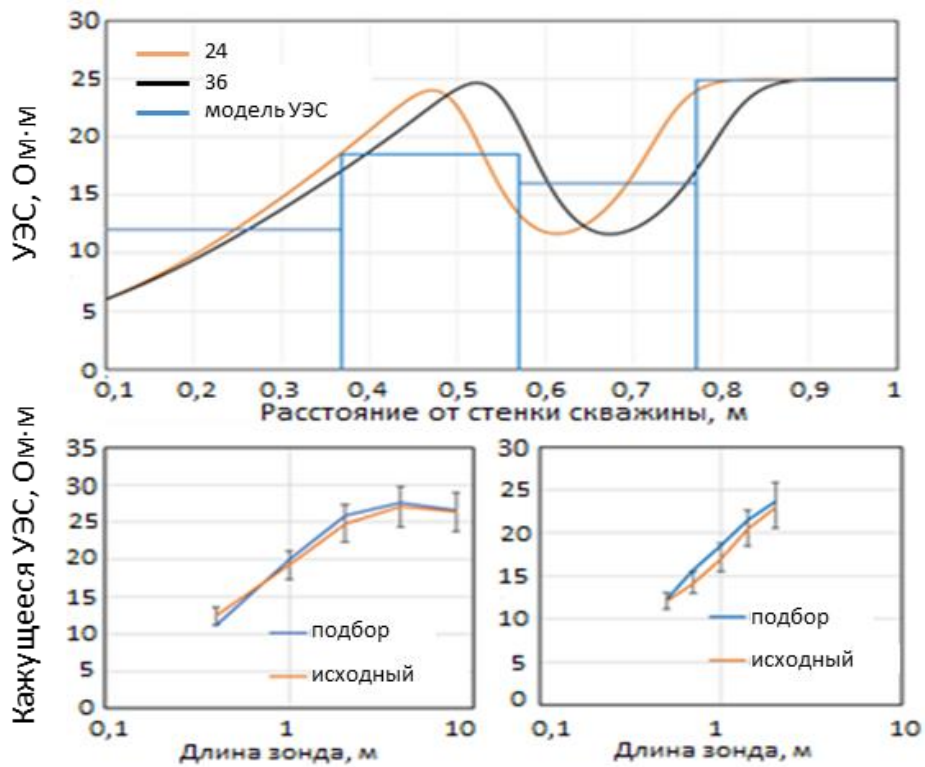 УЭС, Ом·м
30
25
20
15
10
5
0
24
36
модель УЭС
0,1 0,2 0,3 0,4 0,5 0,6 0,7 0,8 0,9 1
Расстояние от стенки скважины, м
Кажущееся УЭС, Ом·м
35
30
25
20
15
10
5
0
подбор
исходный
0,1 1 10
Длина зонда, м
30
25
20
15
10
5
0
подбор
исходный
0,1 1 10
Длина зонда, м